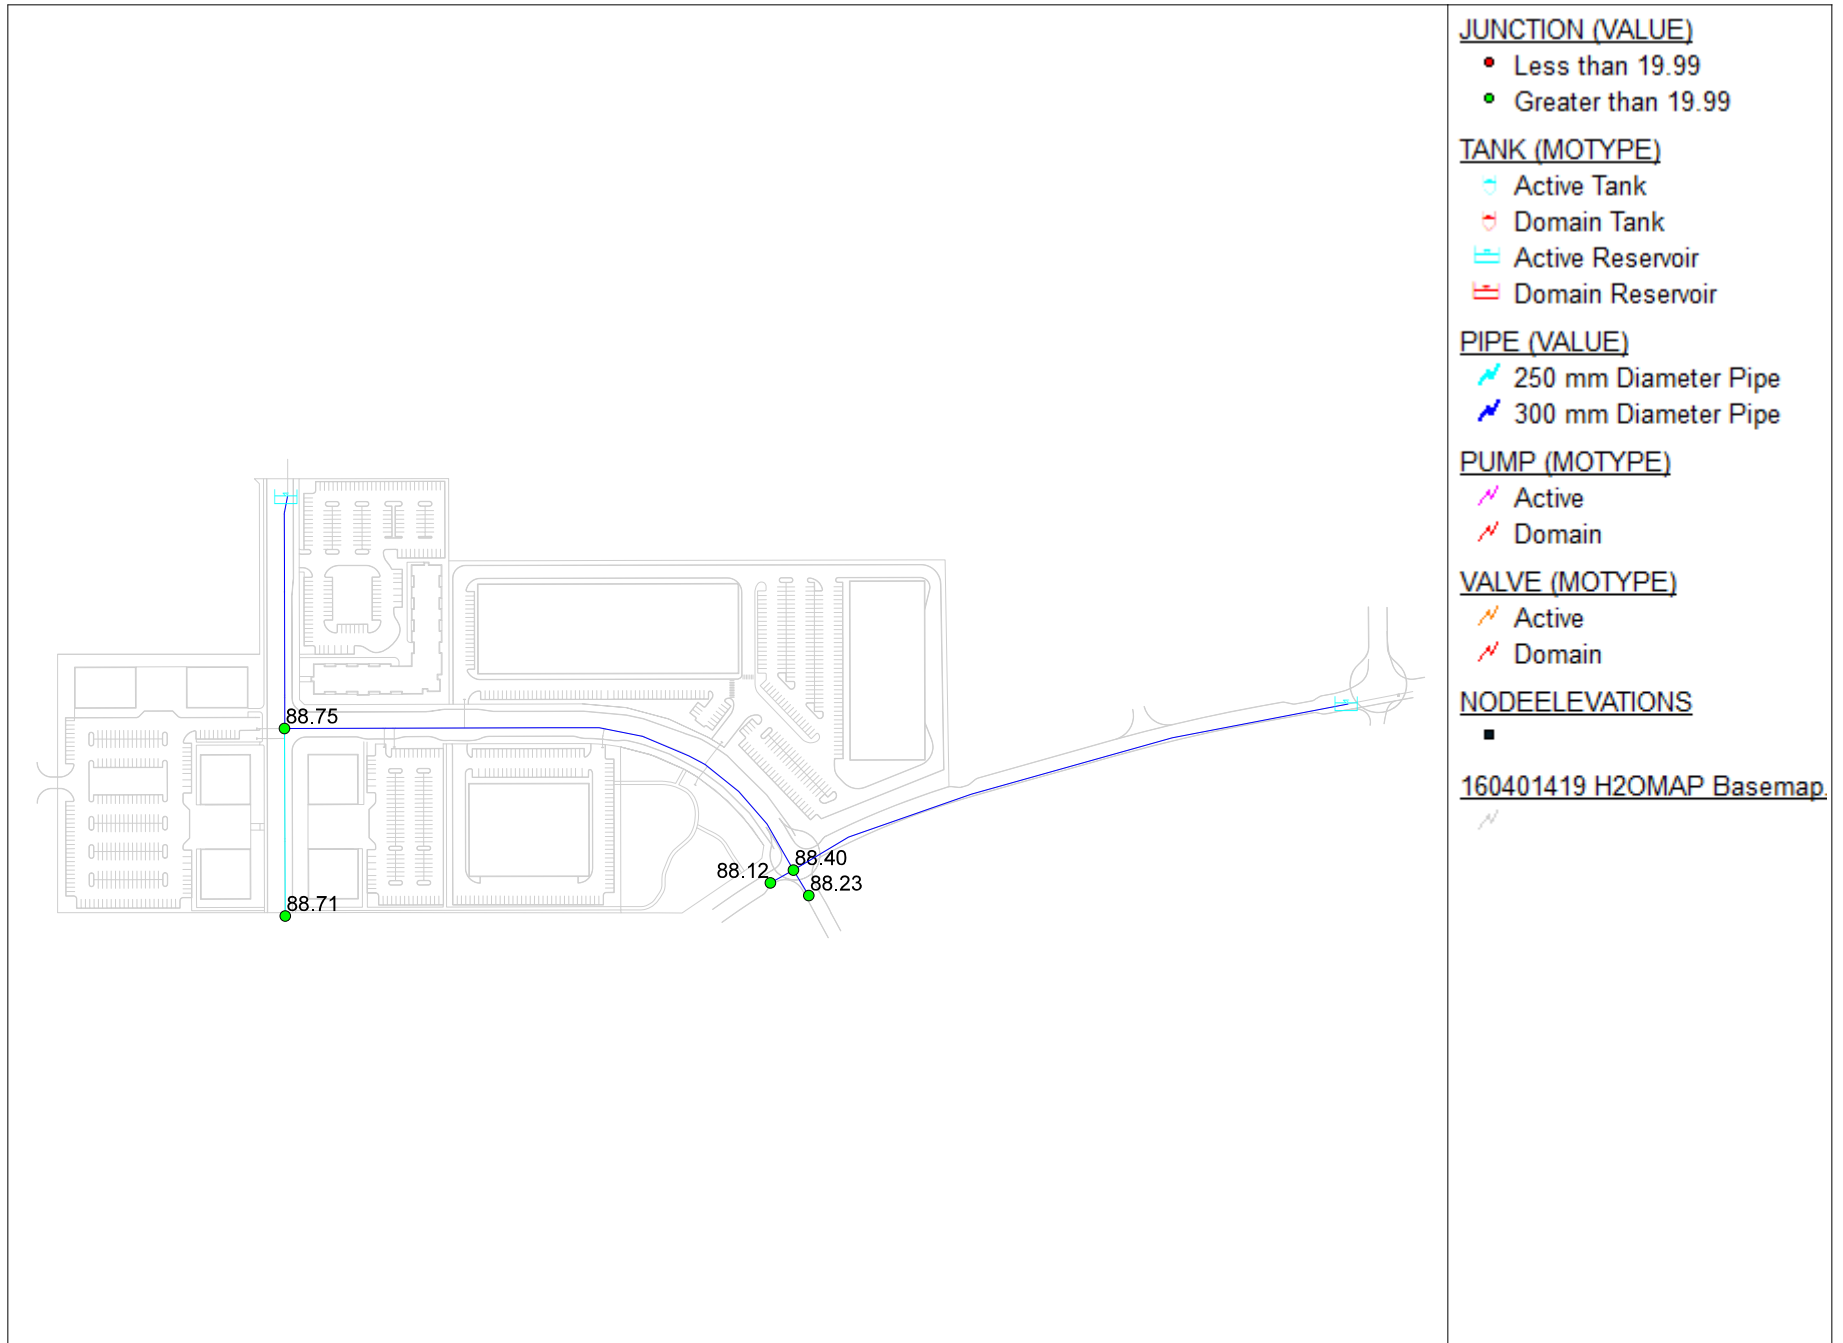 JUNCTION (VALUE)
Less than 19.99
Greater than 19.99
TANK (MOTYPE)
Active Tank
Domain Tank
Active Reservoir
Domain Reservoir
PIPE (VALUE)
250 mm Diameter Pipe
300 mm Diameter Pipe
PUMP (MOTYPE)
Active
Domain
VALVE (MOTYPE)
Active
Domain
NODEELEVATIONS
160401419 H2OMAP Basemap.
88.75
88.40
88.12
88.23
88.71